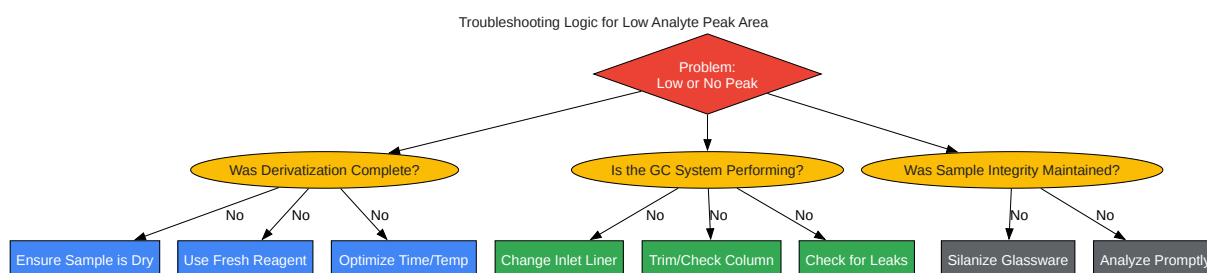 Troubleshooting Logic for Low Analyte Peak Area
Problem:
Low or No Peak
Was Derivatization Complete?
Is the GC System Performing?
Was Sample Integrity Maintained?
No
No
No
No
No
No
No
No
Ensure Sample is Dry
Use Fresh Reagent
Optimize Time/Temp
Change Inlet Liner
Trim/Check Column
Check for Leaks
Silanize Glassware
Analyze Promptly